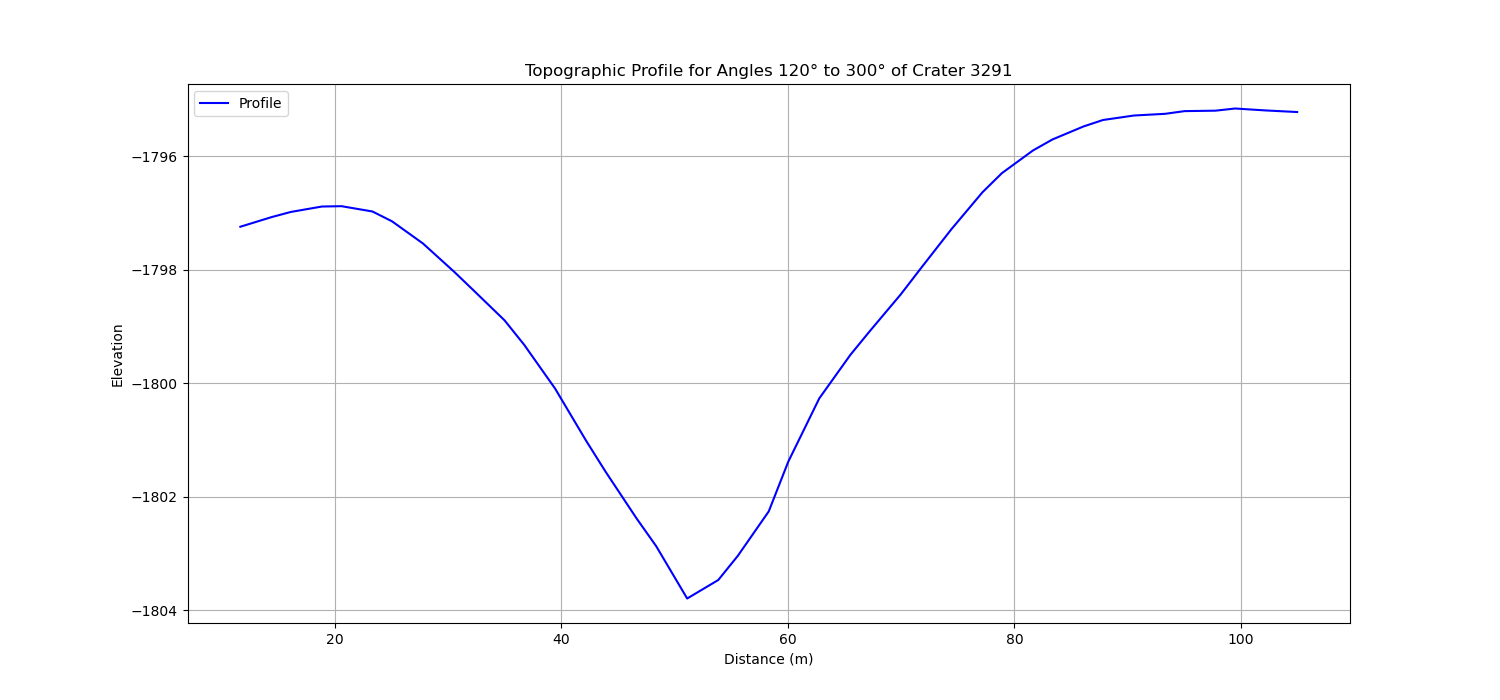 Topographic Profile for Angles 120° to 300° of Crater 3291
Profile
−1796
−1798
−1800
−1802
−1804
Elevation
20 40 60 80 100
Distance (m)